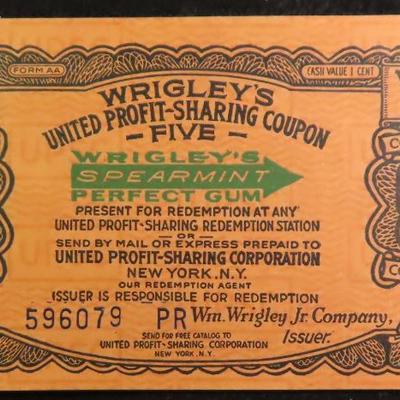 FORM AA
CASH VALUE 1 CENT
WRIGLEY'S
UNITED PROFIT-SHARING COUPON
— FIVE —
WRIGLEY'S
SPEARMINT
PERFECT GUM
PRESENT FOR REDEMPTION AT ANY
UNITED PROFIT-SHARING REDEMPTION STATION
— OR —
SEND BY MAIL OR EXPRESS PREPAID TO
UNITED PROFIT-SHARING CORPORATION
NEW YORK, N.Y.
OUR REDEMPTION AGENT
ISSUER IS RESPONSIBLE FOR REDEMPTION
596079 PR Wm. Wrigley Jr. Company,
Issuer.
SEND FOR FREE CATALOG TO
UNITED PROFIT-SHARING CORPORATION
NEW YORK, N.Y.